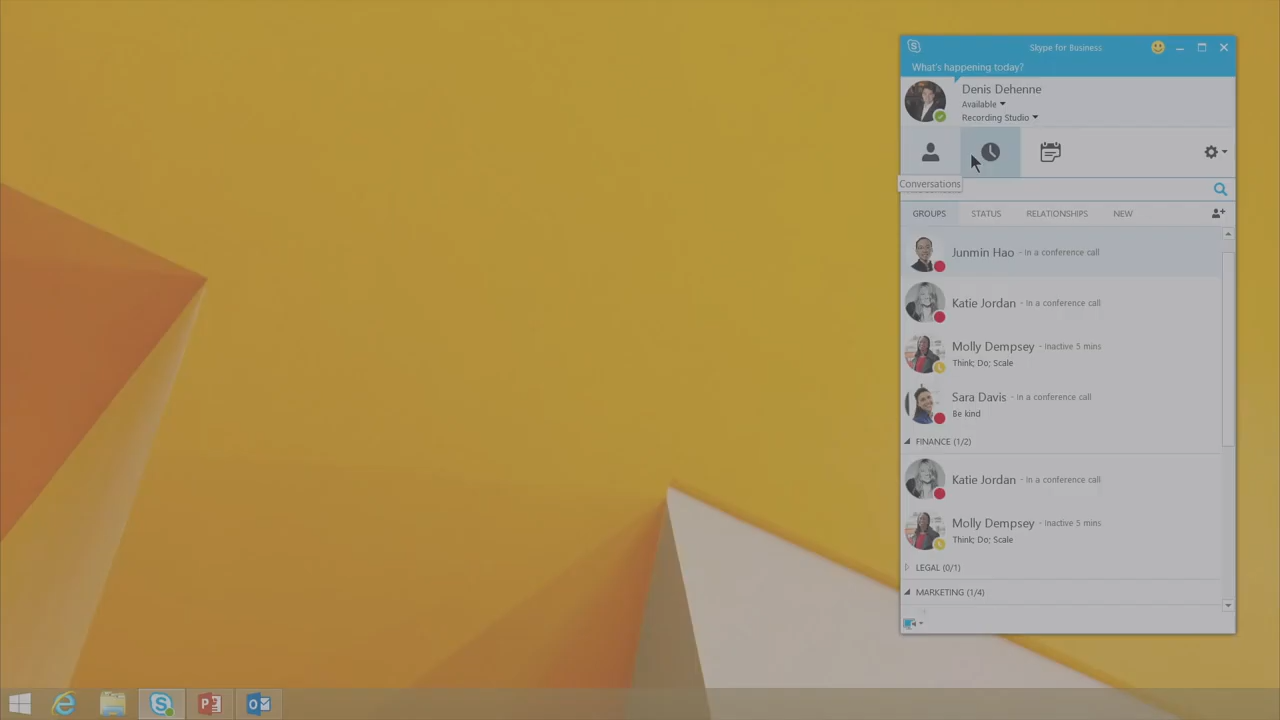 Skype for Business
What's happening today?
Denis Dehenne
Available
Recording Studio
Conversations
GROUPS STATUS RELATIONSHIPS NEW
Junmin Hao - In a conference call
Katie Jordan - In a conference call
Molly Dempsey - Inactive 5 mins
Think; Do; Scale
Sara Davis - In a conference call
Be kind
FINANCE (1/2)
Katie Jordan - In a conference call
Molly Dempsey - Inactive 5 mins
Think; Do; Scale
LEGAL (0/1)
MARKETING (1/4)